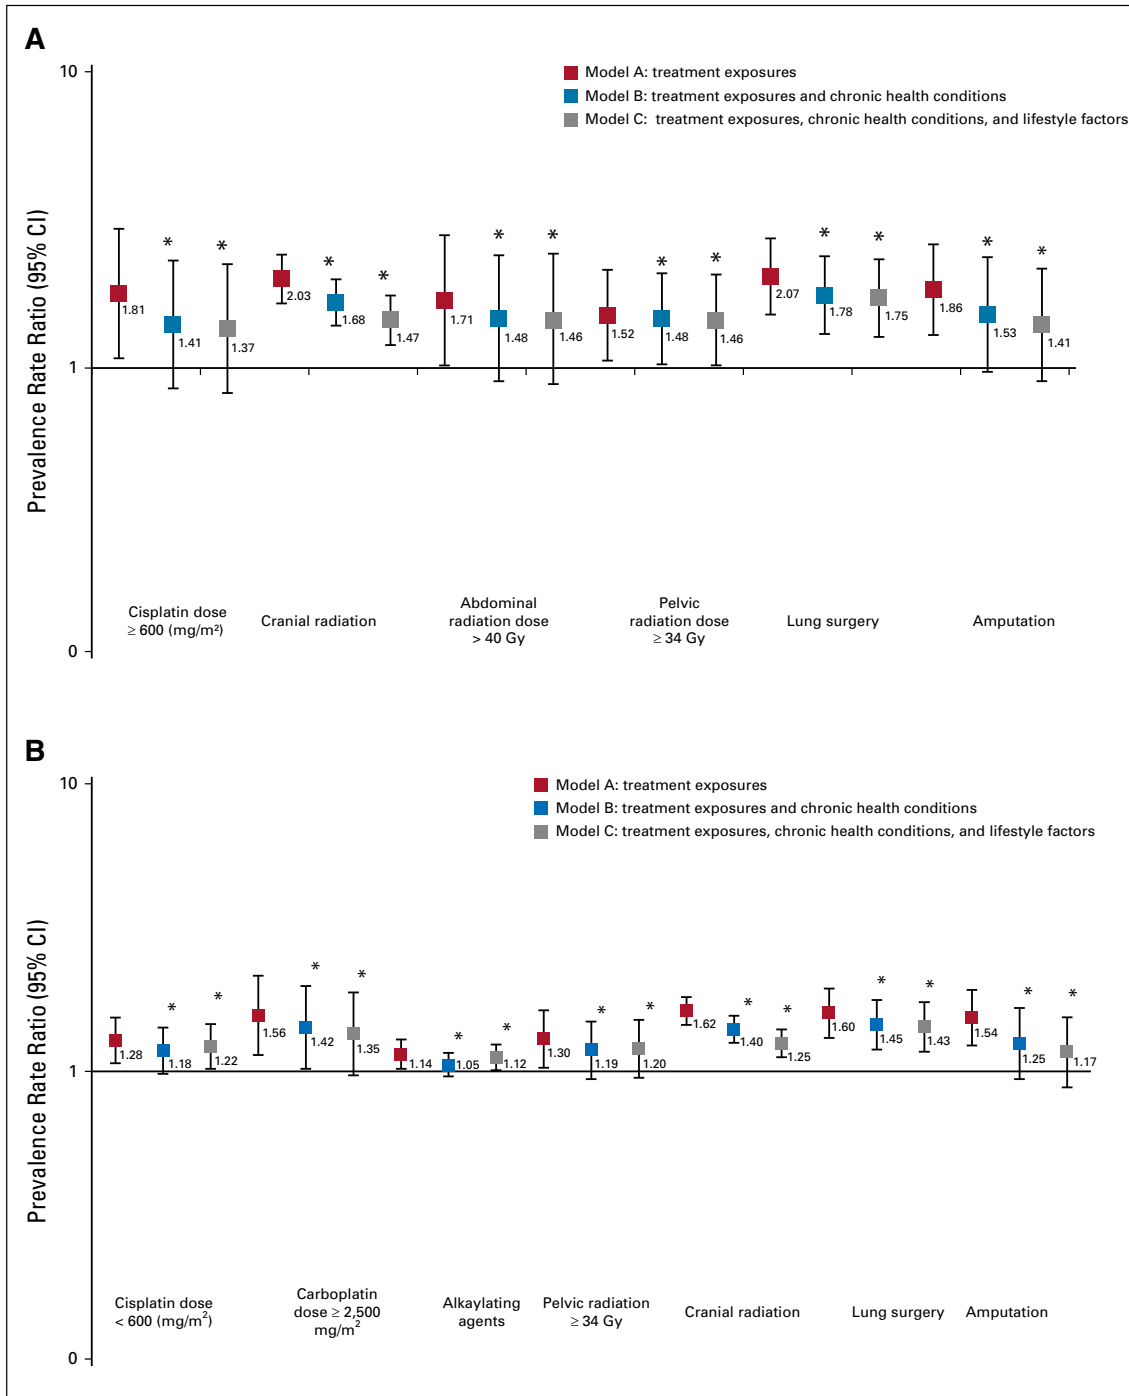 A
10
Model A: treatment exposures
Model B: treatment exposures and chronic health conditions
Model C: treatment exposures, chronic health conditions, and lifestyle factors
Prevalence Rate Ratio (95% CI)
* * * * * * * * * * * *
1.81 1.41 1.37 2.03 1.68 1.47 1.71 1.48 1.46 1.52 1.48 1.46 2.07 1.78 1.75 1.86 1.53 1.41
1
Cisplatin dose
≥ 600 (mg/m²)
Cranial radiation
Abdominal
radiation dose
> 40 Gy
Pelvic
radiation dose
≥ 34 Gy
Lung surgery
Amputation
0
B
10
Model A: treatment exposures
Model B: treatment exposures and chronic health conditions
Model C: treatment exposures, chronic health conditions, and lifestyle factors
Prevalence Rate Ratio (95% CI)
* * * * * * * * * * * * * *
1.28 1.18 1.22 1.56 1.42 1.35 1.14 1.05 1.12 1.30 1.19 1.20 1.62 1.40 1.25 1.60 1.45 1.43 1.54 1.25 1.17
1
Cisplatin dose
< 600 (mg/m²)
Carboplatin
dose ≥ 2,500
mg/m²
Alkaylating
agents
Pelvic radiation
≥ 34 Gy
Cranial radiation
Lung surgery
Amputation
0